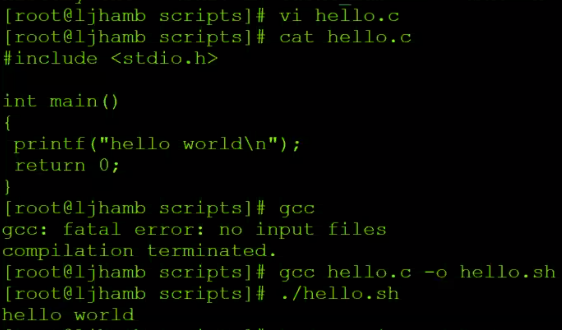 [root@ljhamb scripts]# vi hello.c
[root@ljhamb scripts]# cat hello.c
#include <stdio.h>
int main()
{
printf("hello world\n");
return 0;
}
[root@ljhamb scripts]# gcc
gcc: fatal error: no input files
compilation terminated.
[root@ljhamb scripts]# gcc hello.c -o hello.sh
[root@ljhamb scripts]# ./hello.sh
hello world